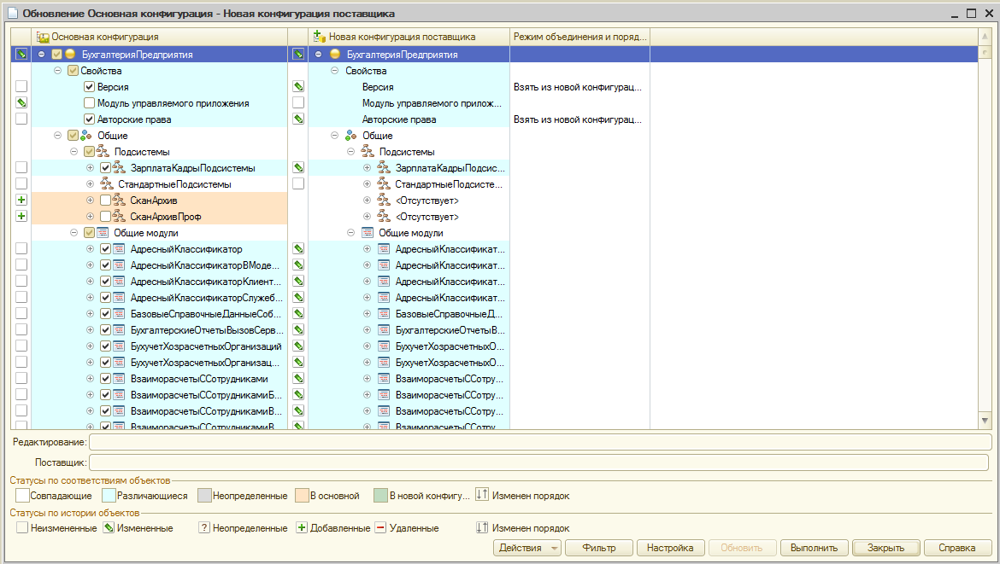 Обновление Основная конфигурация - Новая конфигурация поставщика
Основная конфигурация Новая конфигурация поставщика Режим объединения и поряд...
БухгалтерияПредприятия БухгалтерияПредприятия
Свойства Свойства
Версия Версия Взять из новой конфигурац...
Модуль управляемого приложения Модуль управляемого прилож...
Авторские права Авторские права Взять из новой конфигурац...
Общие Общие
Подсистемы Подсистемы
ЗарплатаКадрыПодсистемы ЗарплатаКадрыПодсис...
СтандартныеПодсистемы СтандартныеПодсисте...
СканАрхив <Отсутствует>
СканАрхивПроф <Отсутствует>
Общие модули Общие модули
АдресныйКлассификатор АдресныйКлассификат...
АдресныйКлассификаторВМоде... АдресныйКлассификат...
АдресныйКлассификаторКлиент... АдресныйКлассификат...
АдресныйКлассификаторСлужеб... АдресныйКлассификат...
БазовыеСправочныеДанныеСоб... БазовыеСправочныеД...
БухгалтерскиеОтчетыВызовСерв... БухгалтерскиеОтчетыВ...
БухучетХозрасчетныхОрганизаций БухучетХозрасчетныхО...
БухучетХозрасчетныхОрганизац... БухучетХозрасчетныхО...
ВзаиморасчетыССотрудниками ВзаиморасчетыССотру...
ВзаиморасчетыССотрудникамиБ... ВзаиморасчетыССотру...
ВзаиморасчетыССотрудникамиВ... ВзаиморасчетыССотру...
ВзаиморасчетыССотрудникамиВ... ВзаиморасчетыССотру...
Редактирование:
Поставщик:
Статусы по соответствиям объектов
Совпадающие Различающиеся Неопределенные В основной В новой конфигу... Изменен порядок
Статусы по истории объектов
Неизмененные Измененные ? Неопределенные Добавленные Удаленные Изменен порядок
Действия Фильтр Настройка Обновить Выполнить Закрыть Справка